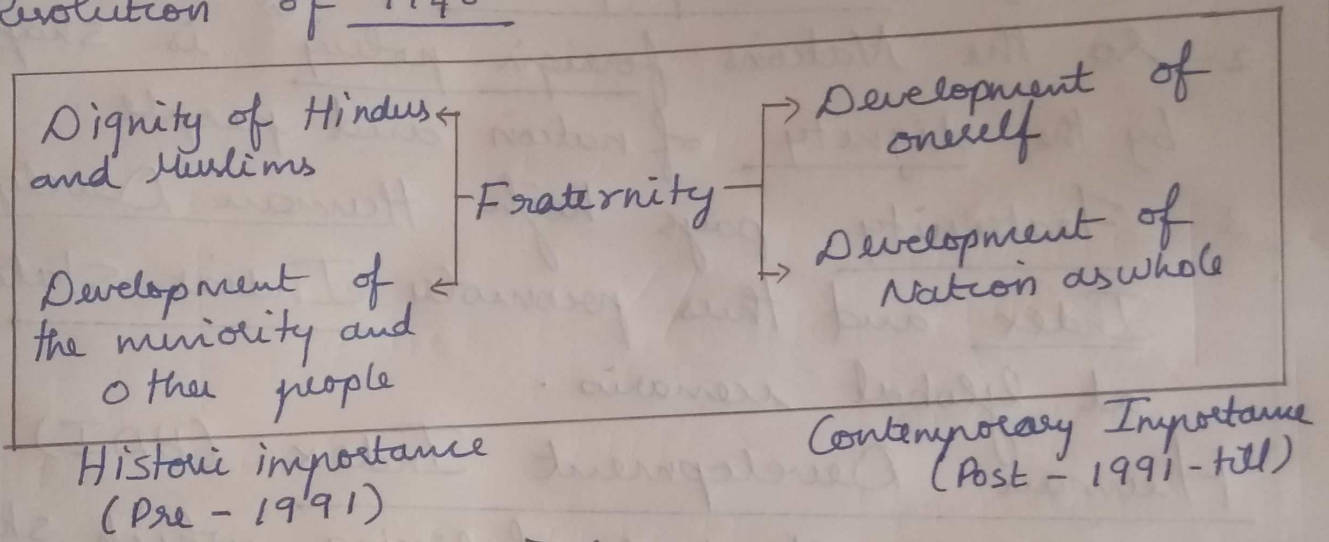 of
Dignity of Hindus
and Muslims
Development of
the minority and
other people
Fraternity
Development of
oneself
Development of
Nation as whole
Historic importance
(Pre - 1991)
Contemporary Importance
(Post - 1991 - till)